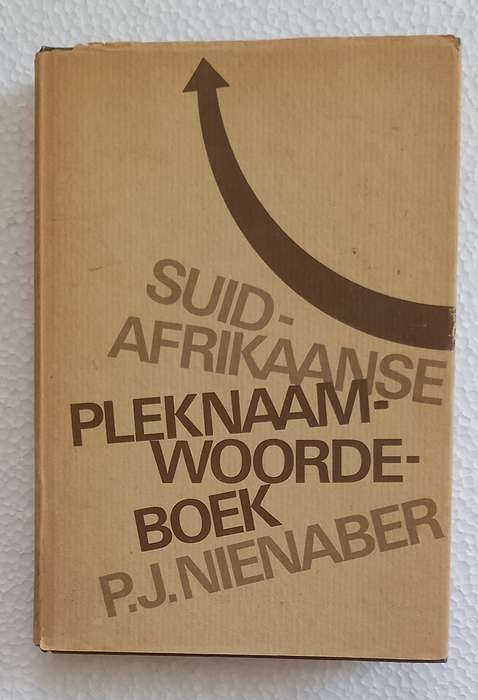 SUID-
AFRIKAANSE
PLEKNAAM-
WOORDE-
BOEK
P.J.NIENABER